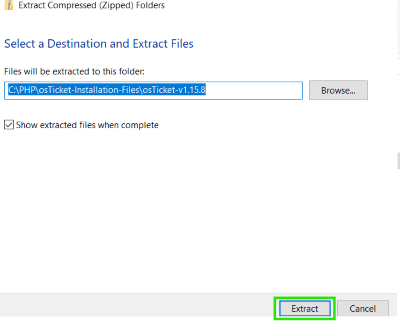 Extract Compressed (Zipped) Folders
Select a Destination and Extract Files
Files will be extracted to this folder:
C:\PHP\osTicket-Installation-Files\osTicket-v1.15.8
Browse...
Show extracted files when complete
Extract
Cancel